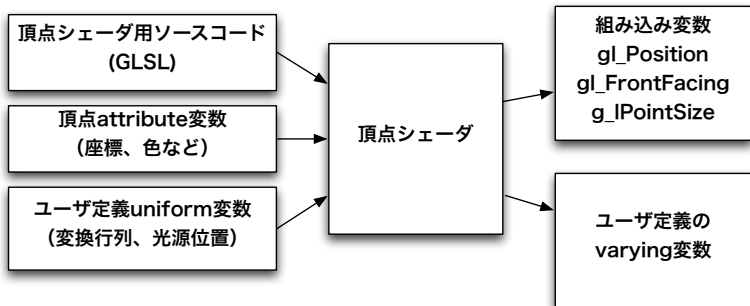 頂点シェーダ用ソースコード
(GLSL)
頂点attribute変数
（座標、色など）
ユーザ定義uniform変数
（変換行列、光源位置）
頂点シェーダ
組み込み変数
gl_Position
gl_FrontFacing
g_lPointSize
ユーザ定義の
varying変数